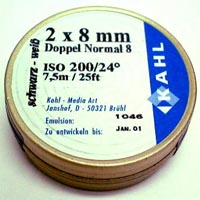 2 x 8 mm
Doppel Normal 8
schwarz - weiß
ISO 200/24°
7,5m / 25ft
KAHL
Kahl - Media Art
Janshof, D - 50321 Brühl
Emulsion: 1046
Zu entwickeln bis: JAN. 01